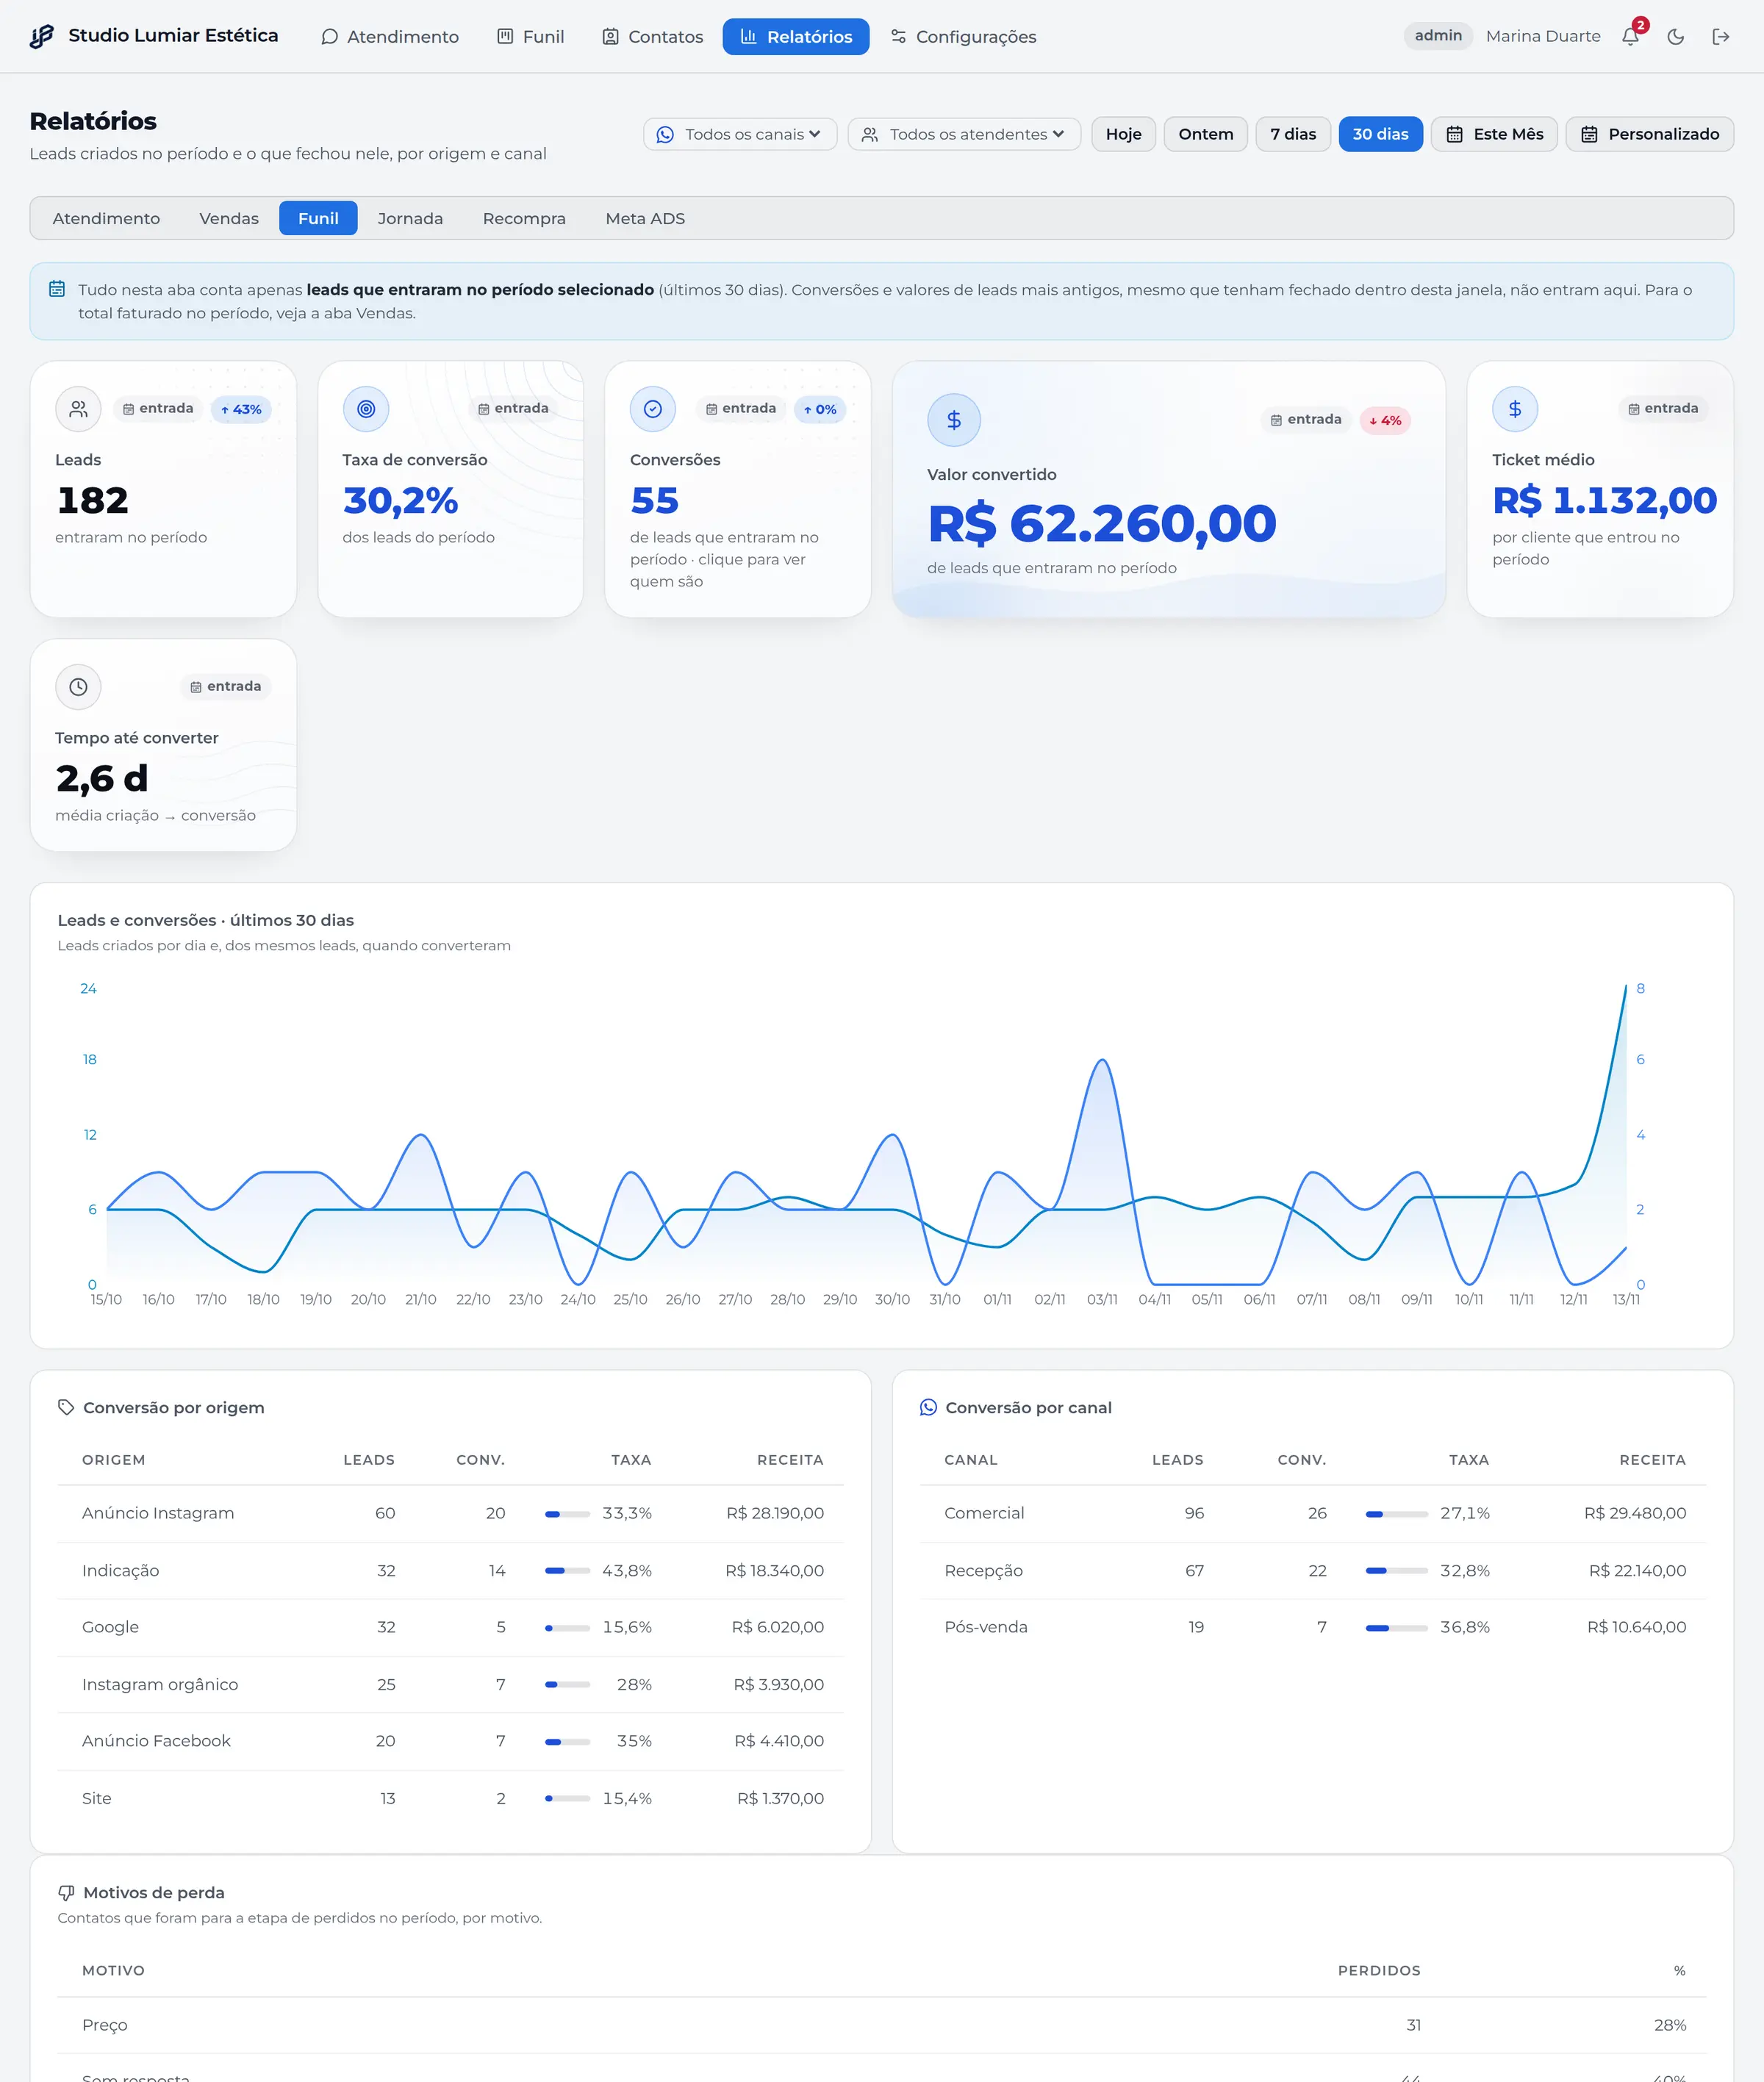 Studio Lumiar Estética
Atendimento
Funil
Contatos
Relatórios
Configurações
admin
Marina Duarte
2
Relatórios
Leads criados no período e o que fechou nele, por origem e canal
Todos os canais
Todos os atendentes
Hoje
Ontem
7 dias
30 dias
Este Mês
Personalizado
Atendimento
Vendas
Funil
Jornada
Recompra
Meta ADS
Tudo nesta aba conta apenas leads que entraram no período selecionado (últimos 30 dias). Conversões e valores de leads mais antigos, mesmo que tenham fechado dentro desta janela, não entram aqui. Para o
total faturado no período, veja a aba Vendas.
entrada
↑ 43%
Leads
182
entraram no período
entrada
Taxa de conversão
30,2%
dos leads do período
entrada
↑ 0%
Conversões
55
de leads que entraram no
período · clique para ver
quem são
entrada
↓ 4%
Valor convertido
R$ 62.260,00
de leads que entraram no período
entrada
Ticket médio
R$ 1.132,00
por cliente que entrou no
período
entrada
Tempo até converter
2,6 d
média criação → conversão
Leads e conversões · últimos 30 dias
Leads criados por dia e, dos mesmos leads, quando converteram
24
18
12
6
0
8
6
4
2
0
15/10 16/10 17/10 18/10 19/10 20/10 21/10 22/10 23/10 24/10 25/10 26/10 27/10 28/10 29/10 30/10 31/10 01/11 02/11 03/11 04/11 05/11 06/11 07/11 08/11 09/11 10/11 11/11 12/11 13/11
Conversão por origem
ORIGEM LEADS CONV. TAXA RECEITA
Anúncio Instagram 60 20 33,3% R$ 28.190,00
Indicação 32 14 43,8% R$ 18.340,00
Google 32 5 15,6% R$ 6.020,00
Instagram orgânico 25 7 28% R$ 3.930,00
Anúncio Facebook 20 7 35% R$ 4.410,00
Site 13 2 15,4% R$ 1.370,00
Conversão por canal
CANAL LEADS CONV. TAXA RECEITA
Comercial 96 26 27,1% R$ 29.480,00
Recepção 67 22 32,8% R$ 22.140,00
Pós-venda 19 7 36,8% R$ 10.640,00
Motivos de perda
Contatos que foram para a etapa de perdidos no período, por motivo.
MOTIVO PERDIDOS %
Preço 31 28%
Sem resposta 44 40%